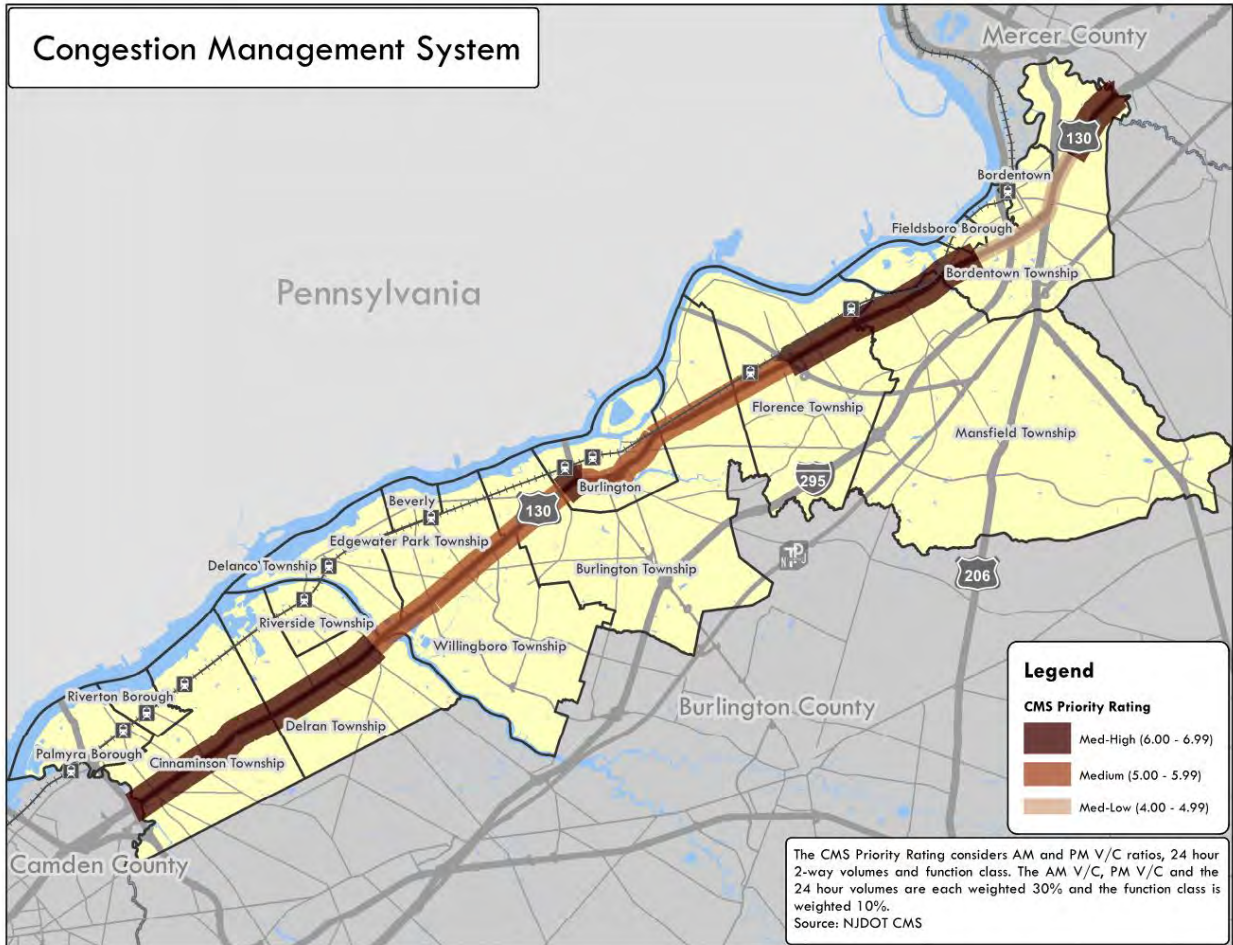 Congestion Management System
Mercer County
130
Bordentown
Fieldsboro Borough
Bordentown Township
Pennsylvania
Florence Township
Mansfield Township
Burlington
295
Beverly
130
Edgewater Park Township
Delanco Township
Burlington Township
206
Riverside Township
Willingboro Township
Riverton Borough
Burlington County
Delran Township
Palmyra Borough
Cinnaminson Township
Camden County
Legend
CMS Priority Rating
Med-High (6.00 - 6.99)
Medium (5.00 - 5.99)
Med-Low (4.00 - 4.99)
The CMS Priority Rating considers AM and PM V/C ratios, 24 hour
2-way volumes and function class. The AM V/C, PM V/C and the
24 hour volumes are each weighted 30% and the function class is
weighted 10%.
Source: NJDOT CMS